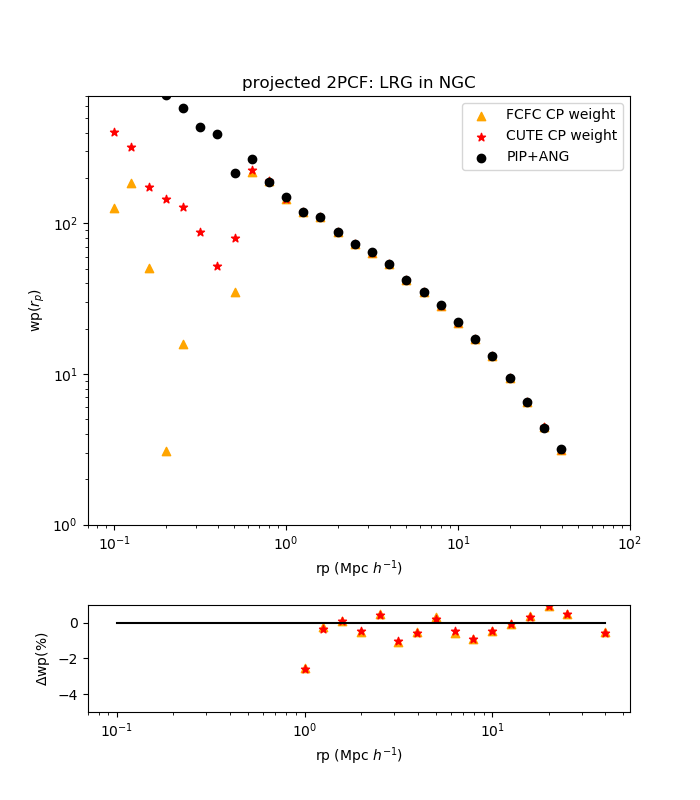 projected 2PCF: LRG in NGC
FCFC CP weight
CUTE CP weight
PIP+ANG
wp($r_p$)
$10^2$
$10^1$
$10^0$
$10^{-1}$ $10^0$ $10^1$ $10^2$
rp (Mpc $h^{-1}$)
Δwp(%)
0
−2
−4
$10^{-1}$ $10^0$ $10^1$
rp (Mpc $h^{-1}$)